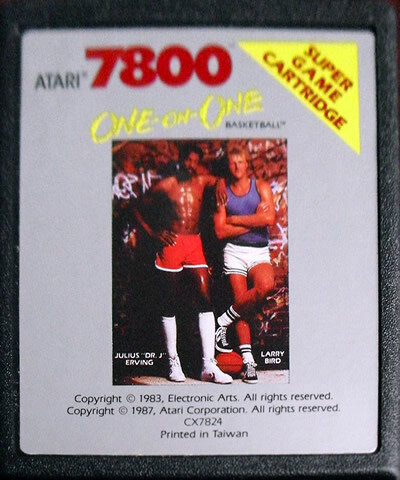 ATARI® 7800
SUPER
GAME
CARTRIDGE
ONE-ON-ONE
BASKETBALL™
JULIUS "DR. J"
ERVING
LARRY
BIRD
Copyright © 1983, Electronic Arts. All rights reserved.
Copyright © 1987, Atari Corporation. All rights reserved.
CX7824
Printed in Taiwan